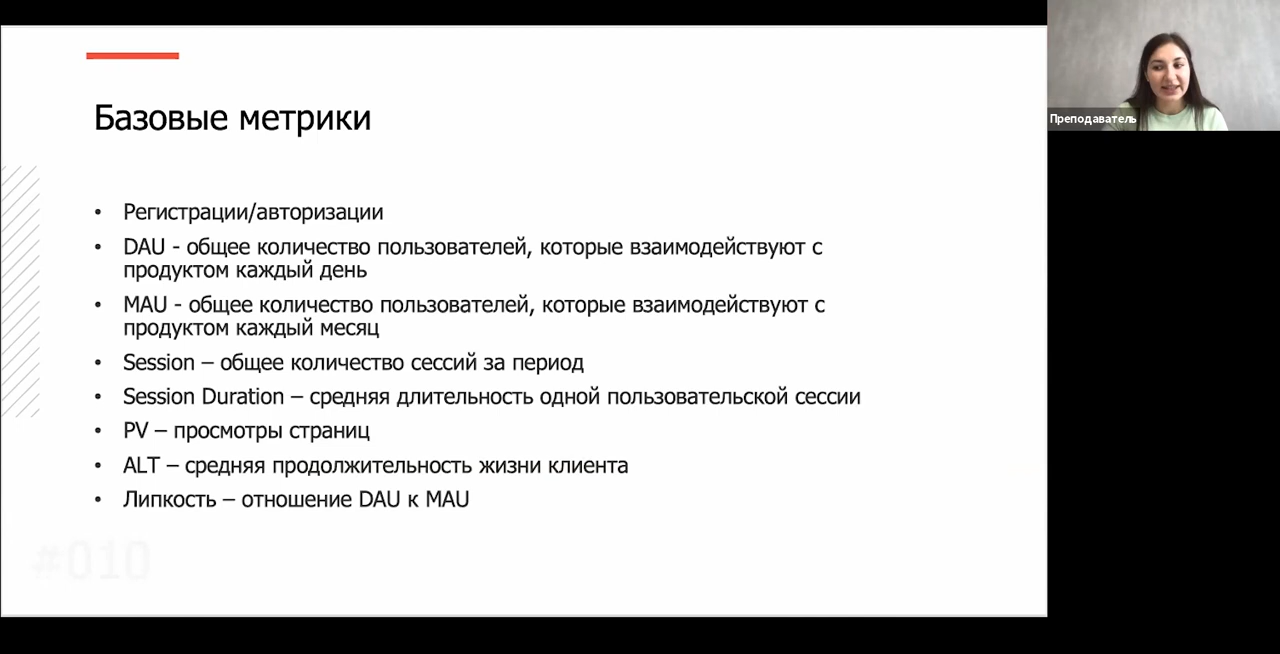 Базовые метрики
• Регистрации/авторизации
• DAU - общее количество пользователей, которые взаимодействуют с
продуктом каждый день
• MAU - общее количество пользователей, которые взаимодействуют с
продуктом каждый месяц
• Session – общее количество сессий за период
• Session Duration – средняя длительность одной пользовательской сессии
• PV – просмотры страниц
• ALT – средняя продолжительность жизни клиента
• Липкость – отношение DAU к MAU
#010
Преподаватель